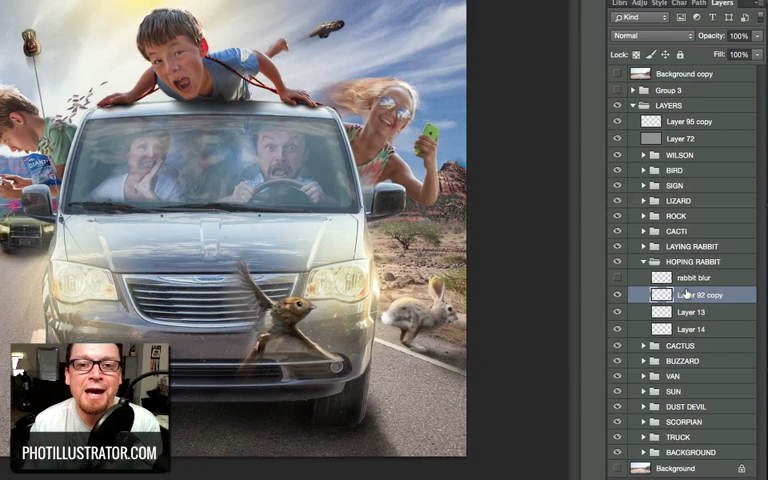 Libr Adju Style Char Path Layers
Kind
T
Normal Opacity: 100%
Lock: Fill: 100%
Background copy
Group 3
LAYERS
Layer 95 copy
Layer 72
WILSON
BIRD
SIGN
LIZARD
ROCK
CACTI
LAYING RABBIT
HOPING RABBIT
rabbit blur
Layer 92 copy
Layer 13
Layer 14
CACTUS
BUZZARD
VAN
SUN
DUST DEVIL
SCORPIAN
TRUCK
BACKGROUND
Background
PHOTILLUSTRATOR.COM